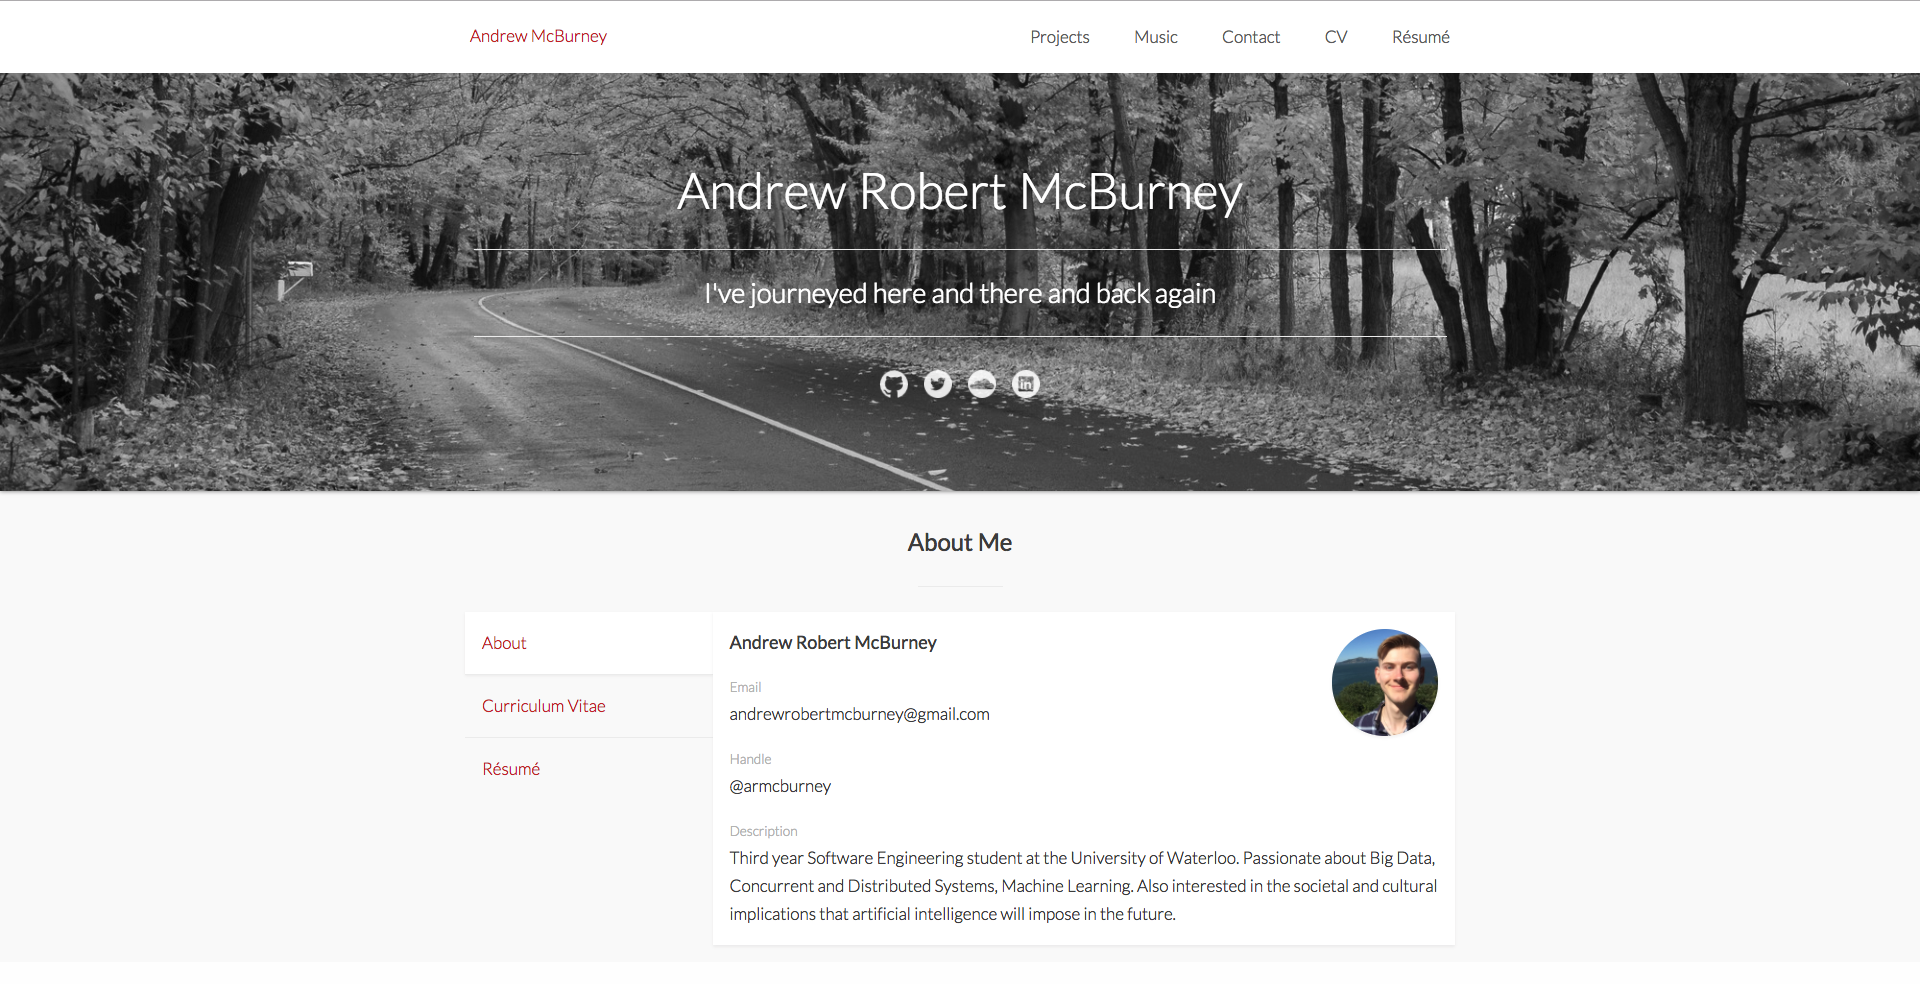 Andrew McBurney
Projects Music Contact CV Résumé
Andrew Robert McBurney
I've journeyed here and there and back again
in
About Me
About
Curriculum Vitae
Résumé
Andrew Robert McBurney
Email
andrewrobertmcburney@gmail.com
Handle
@armcburney
Description
Third year Software Engineering student at the University of Waterloo. Passionate about Big Data,
Concurrent and Distributed Systems, Machine Learning. Also interested in the societal and cultural
implications that artificial intelligence will impose in the future.